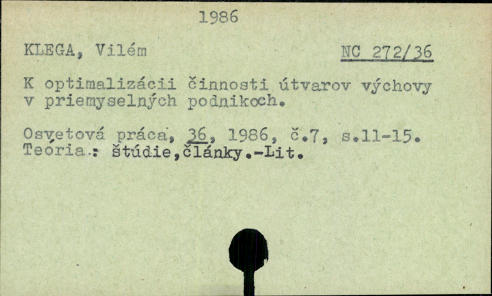 1986
KLEGA, Vilém NC 272/36
K optimalizácii činnosti útvarov výchovy
v priemyselných podnikoch.
Osvetová práca, 36, 1986, č.7, s.11-15.
Teória.: štúdie,články.-Lit.